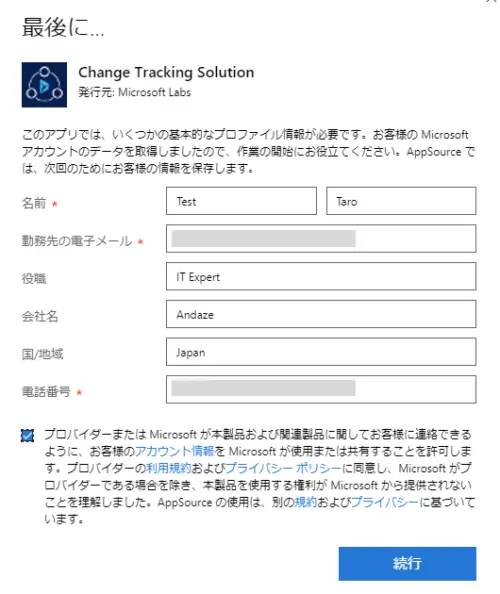 最後に...
Change Tracking Solution
発行元: Microsoft Labs
このアプリでは、いくつかの基本的なプロファイル情報が必要です。お客様の Microsoft
アカウントのデータを取得しましたので、作業の開始にお役立てください。AppSource で
は、次回のためにお客様の情報を保存します。
名前 * Test Taro
勤務先の電子メール *
役職 IT Expert
会社名 Andaze
国/地域 Japan
電話番号 *
プロバイダーまたは Microsoft が本製品および関連製品に関してお客様に連絡できる
ように、お客様のアカウント情報を Microsoft が使用または共有することを許可しま
す。プロバイダーの利用規約およびプライバシー ポリシーに同意し、Microsoft がプ
ロバイダーである場合を除き、本製品を使用する権利が Microsoft から提供されない
ことを理解しました。AppSource の使用は、別の規約およびプライバシーに基づいて
います。
続行